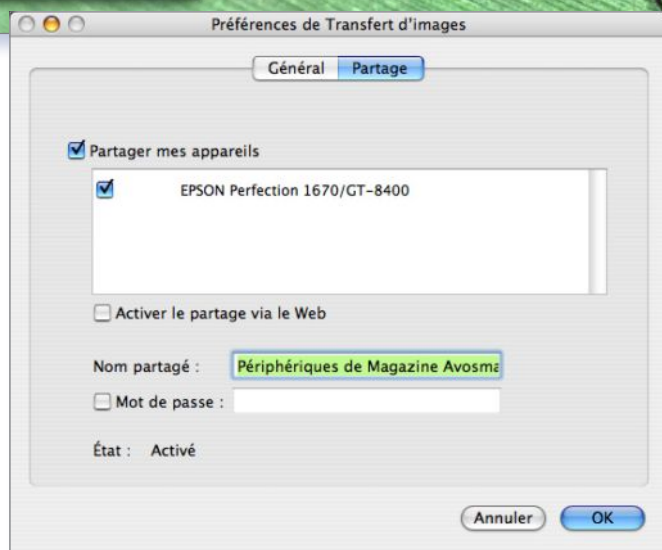 Préférences de Transfert d'images
Général Partage
Partager mes appareils
EPSON Perfection 1670/GT-8400
Activer le partage via le Web
Nom partagé : Périphériques de Magazine Avosma
Mot de passe :
État : Activé
Annuler OK